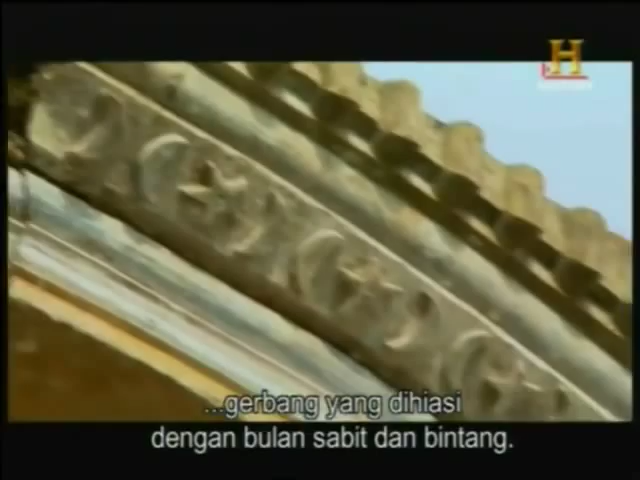 H
...gerbang yang dihiasi
dengan bulan sabit dan bintang.